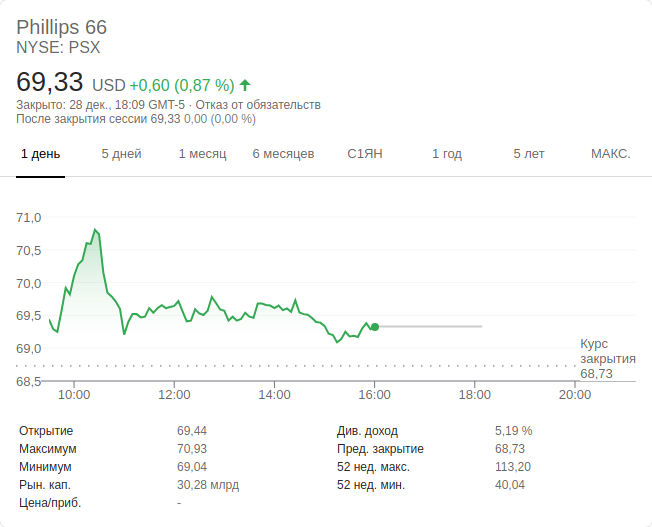 Phillips 66
NYSE: PSX
69,33 USD +0,60 (0,87 %)
Закрыто: 28 дек., 18:09 GMT-5 · Отказ от обязательств
После закрытия сессии 69,33 0,00 (0,00 %)
1 день 5 дней 1 месяц 6 месяцев С1ЯН 1 год 5 лет МАКС.
71,0
70,5
70,0
69,5
69,0
68,5
Курс
закрытия
68,73
10:00 12:00 14:00 16:00 18:00 20:00
Открытие 69,44 Див. доход 5,19 %
Максимум 70,93 Пред. закрытие 68,73
Минимум 69,04 52 нед. макс. 113,20
Рын. кап. 30,28 млрд 52 нед. мин. 40,04
Цена/приб. -